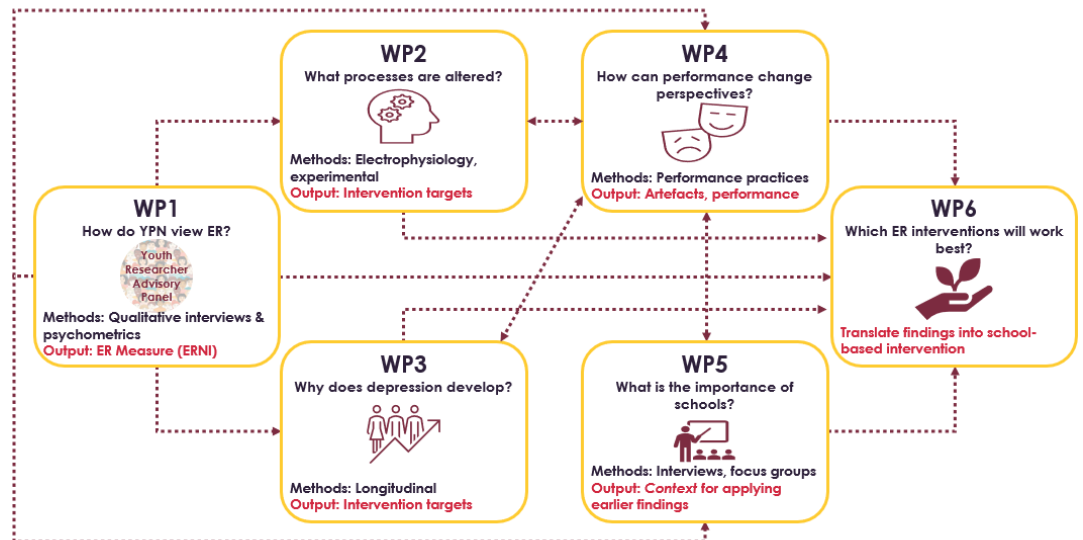 WP1
How do YPN view ER?
Youth
Researcher
Advisory
Panel
Methods: Qualitative interviews &
psychometrics
Output: ER Measure (ERNI)
WP2
What processes are altered?
Methods: Electrophysiology,
experimental
Output: Intervention targets
WP3
Why does depression develop?
Methods: Longitudinal
Output: Intervention targets
WP4
How can performance change
perspectives?
Methods: Performance practices
Output: Artefacts, performance
WP5
What is the importance of
schools?
Methods: Interviews, focus groups
Output: Context for applying
earlier findings
WP6
Which ER interventions will work
best?
Translate findings into school-
based intervention